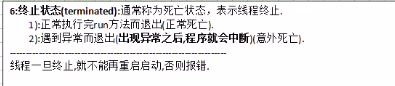 6:终止状态(terminated):通常称为死亡状态，表示线程终止.
1):正常执行完run方法而退出(正常死亡).
2):遇到异常而退出(出现异常之后,程序就会中断)(意外死亡).
--------------------------------------------------------------
线程一旦终止,就不能再重启启动,否则报错.